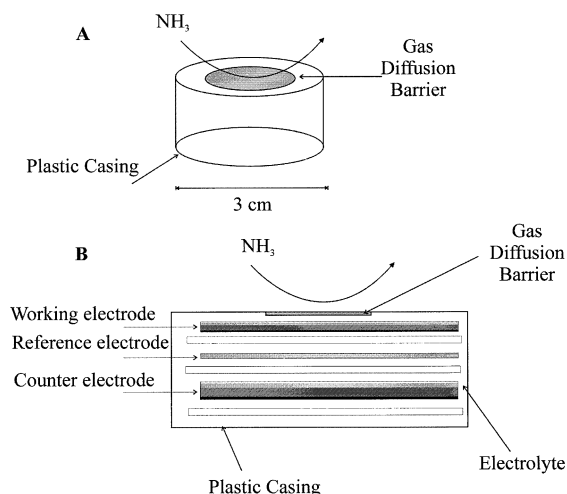 A
NH₃
Gas
Diffusion
Barrier
Plastic Casing
3 cm
B
NH₃
Gas
Diffusion
Barrier
Working electrode
Reference electrode
Counter electrode
Electrolyte
Plastic Casing